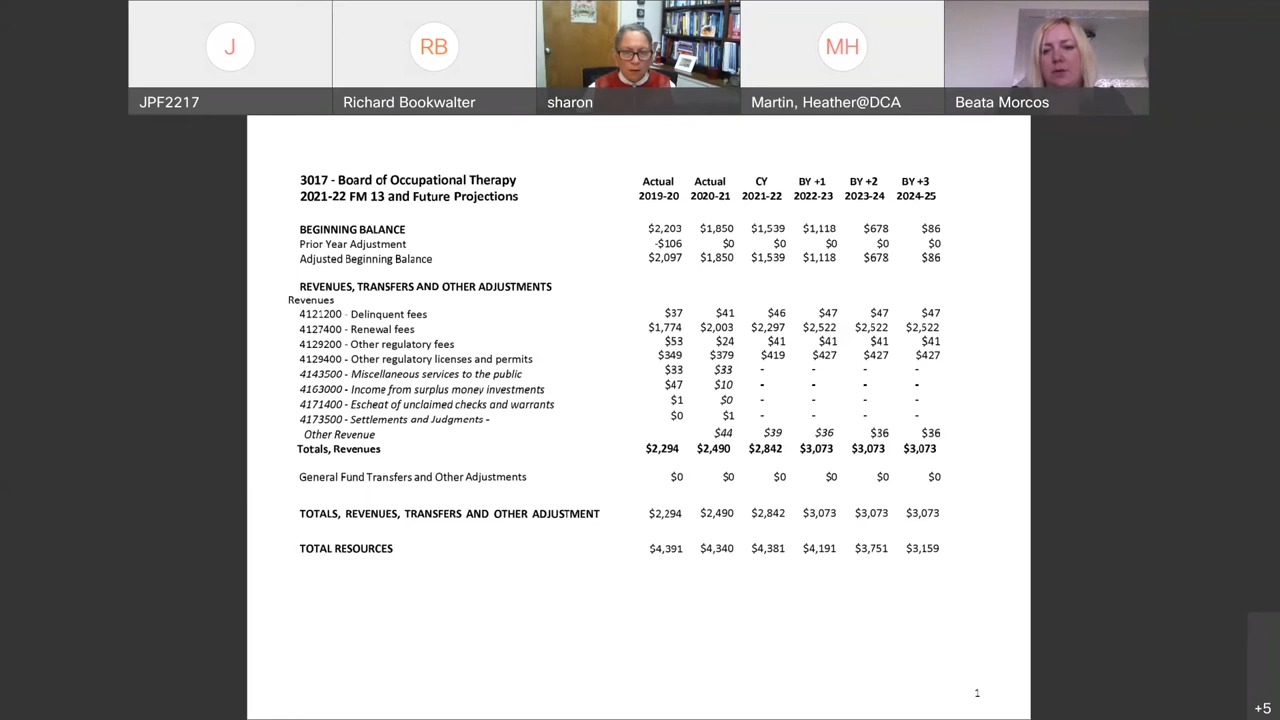 J
RB
MH
JPF2217
Richard Bookwalter
sharon
Martin, Heather@DCA
Beata Morcos
3017 - Board of Occupational Therapy Actual Actual CY BY +1 BY +2 BY +3
2021-22 FM 13 and Future Projections 2019-20 2020-21 2021-22 2022-23 2023-24 2024-25
BEGINNING BALANCE $2,203 $1,850 $1,539 $1,118 $678 $86
Prior Year Adjustment -$106 $0 $0 $0 $0 $0
Adjusted Beginning Balance $2,097 $1,850 $1,539 $1,118 $678 $86
REVENUES, TRANSFERS AND OTHER ADJUSTMENTS
Revenues
4121200 - Delinquent fees $37 $41 $46 $47 $47 $47
4127400 - Renewal fees $1,774 $2,003 $2,297 $2,522 $2,522 $2,522
4129200 - Other regulatory fees $53 $24 $41 $41 $41 $41
4129400 - Other regulatory licenses and permits $349 $379 $419 $427 $427 $427
4143500 - Miscellaneous services to the public $33 $33 - - - -
4163000 - Income from surplus money investments $47 $10 - - - -
4171400 - Escheat of unclaimed checks and warrants $1 $0 - - - -
4173500 - Settlements and Judgments - $0 $1 - - - -
Other Revenue $44 $39 $36 $36 $36
Totals, Revenues $2,294 $2,490 $2,842 $3,073 $3,073 $3,073
General Fund Transfers and Other Adjustments $0 $0 $0 $0 $0 $0
TOTALS, REVENUES, TRANSFERS AND OTHER ADJUSTMENT $2,294 $2,490 $2,842 $3,073 $3,073 $3,073
TOTAL RESOURCES $4,391 $4,340 $4,381 $4,191 $3,751 $3,159
1
+5